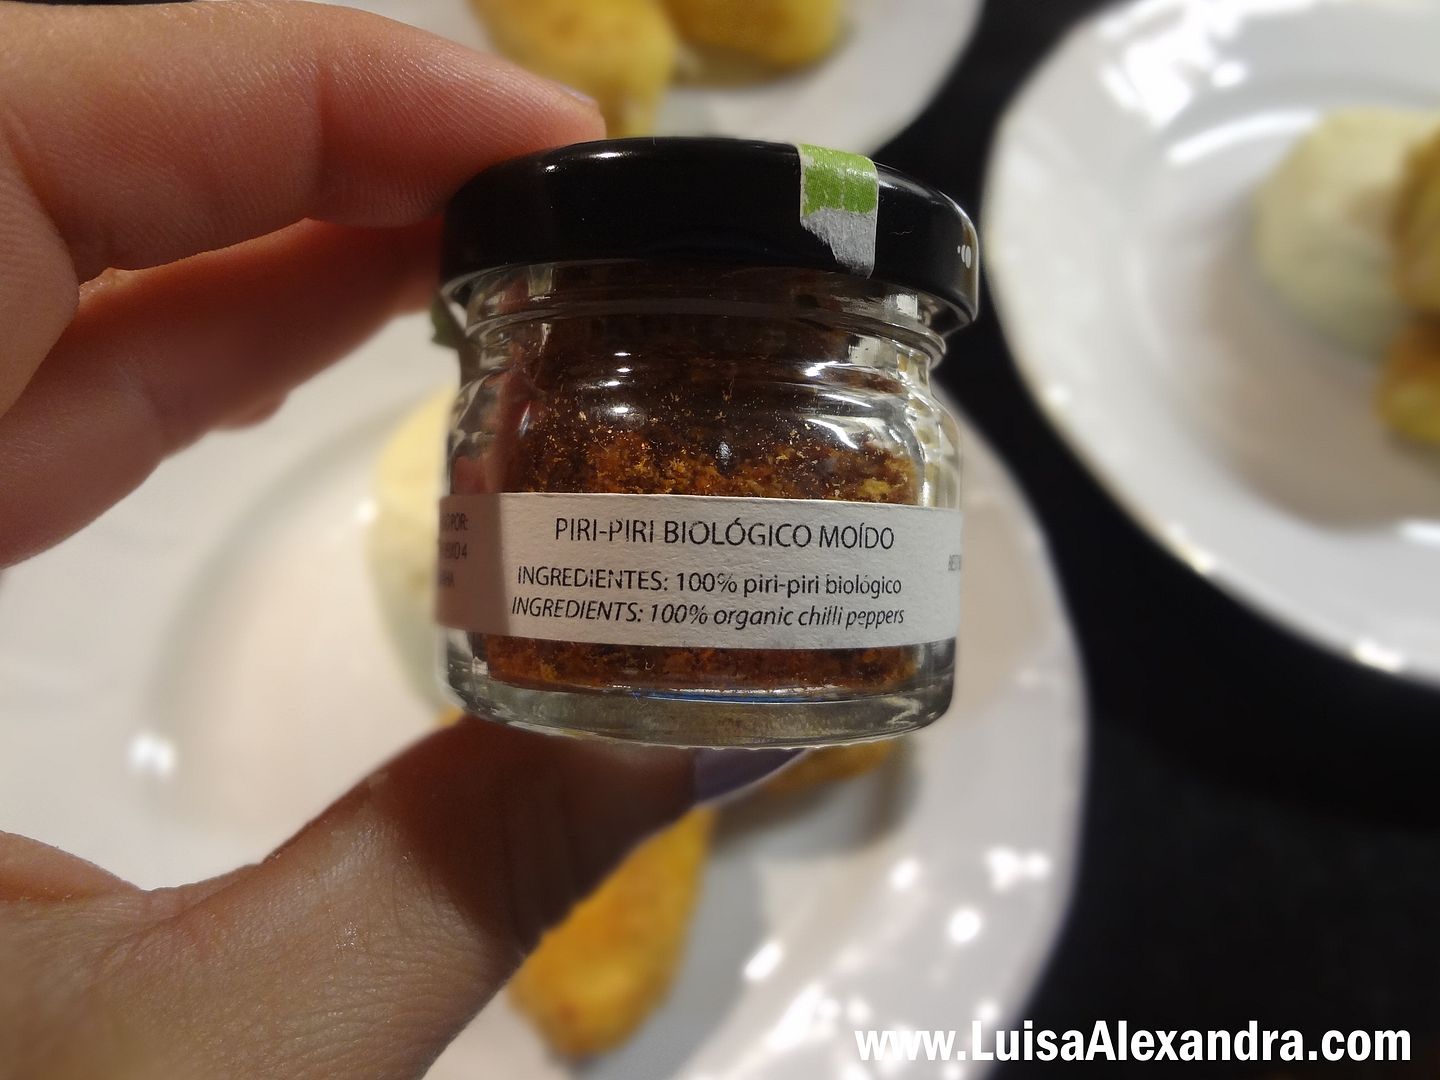 PIRI-PIRI BIOLÓGICO MOÍDO
INGREDIENTES: 100% piri-piri biológico
INGREDIENTS: 100% organic chilli peppers
www.LuisaAlexandra.com